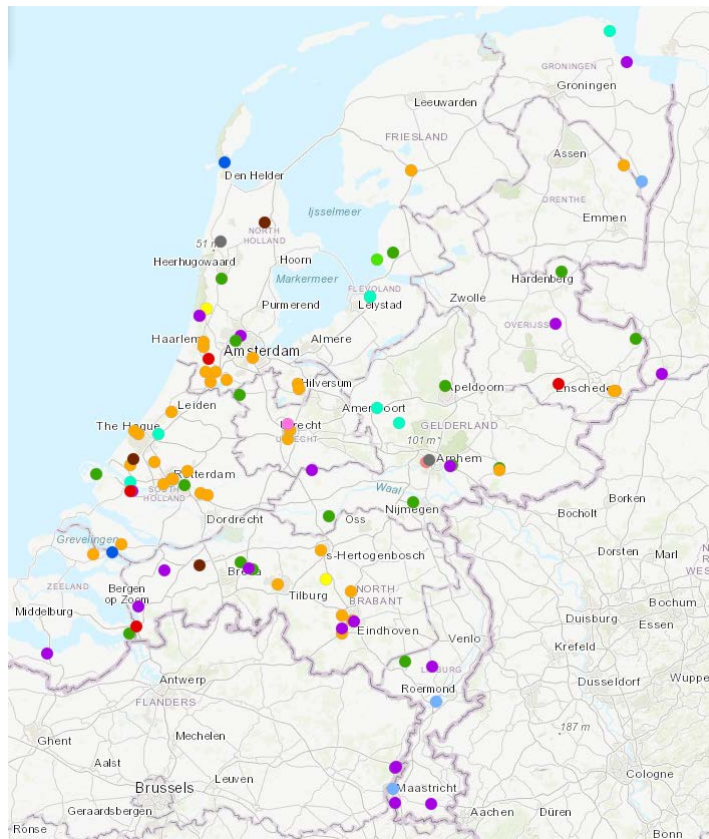 GRONINGEN
Groningen
Leeuwarden
FRIESLAND
Assen
Den Helder
DRENTHE
Ijsselmeer
Emmen
NORTH
HOLLAND
51 m
Hoorn
Heerhugowaard
Hardenberg
Markermeer
FLEVOLAND
Lelystad
Zwolle
Purmerend
OVERIJSS
Haarlem
Almere
Amsterdam
Hilversum
Apeldoorn
Enschede
Leiden
Amersfoort
The Hague
Utrecht
UTRECHT
GELDERLAND
101 m
Arnhem
Rotterdam
SOUTH
HOLLAND
Waal
Borken
Nijmegen
Bocholt
Dordrecht
Oss
Grevelingen
s-Hertogenbosch
Dorsten
Marl
WES
ZEELAND
Bergen
op Zoom
Breda
Tilburg
NORTH
BRABANT
Bochum
Middelburg
Duisburg
Essen
Eindhoven
Venlo
Krefeld
LIMBURG
Wuppe
Antwerp
Roermond
Dusseldorf
FLANDERS
187 m
Mechelen
Ghent
Aalst
Cologne
Leuven
Brussels
Maastricht
Geraardsbergen
Aachen
Düren
Ronse
Bonn